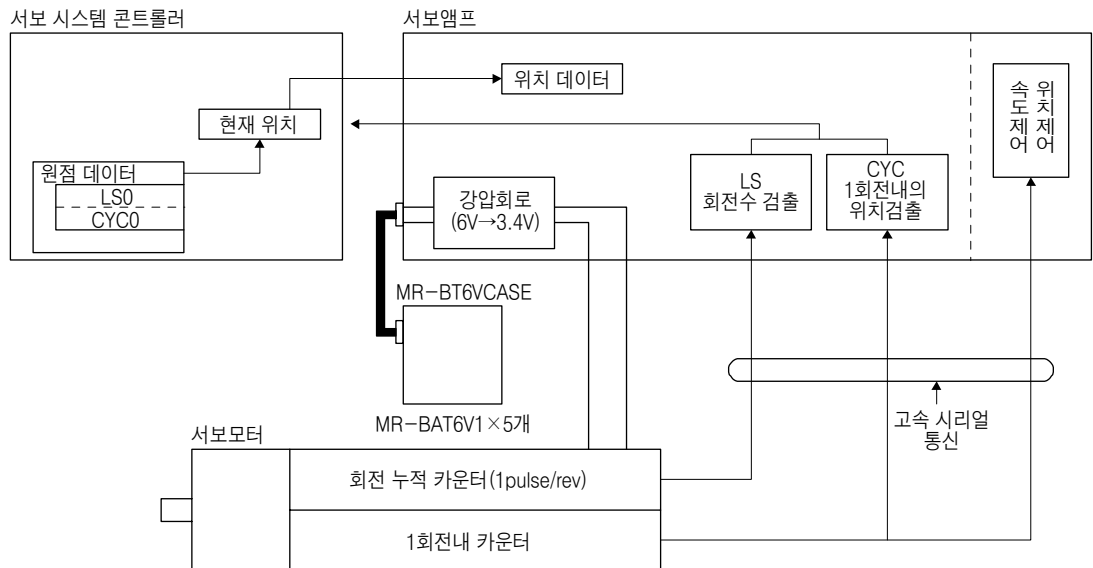 서보 시스템 콘트롤러
서보앰프
위치 데이터
현재 위치
원점 데이터
LS0
CYC0
강압회로
(6V→3.4V)
LS
회전수 검출
CYC
1회전내의
위치검출
위치제어
속도제어
MR-BT6VCASE
MR-BAT6V1×5개
고속 시리얼
통신
서보모터
회전 누적 카운터(1pulse/rev)
1회전내 카운터